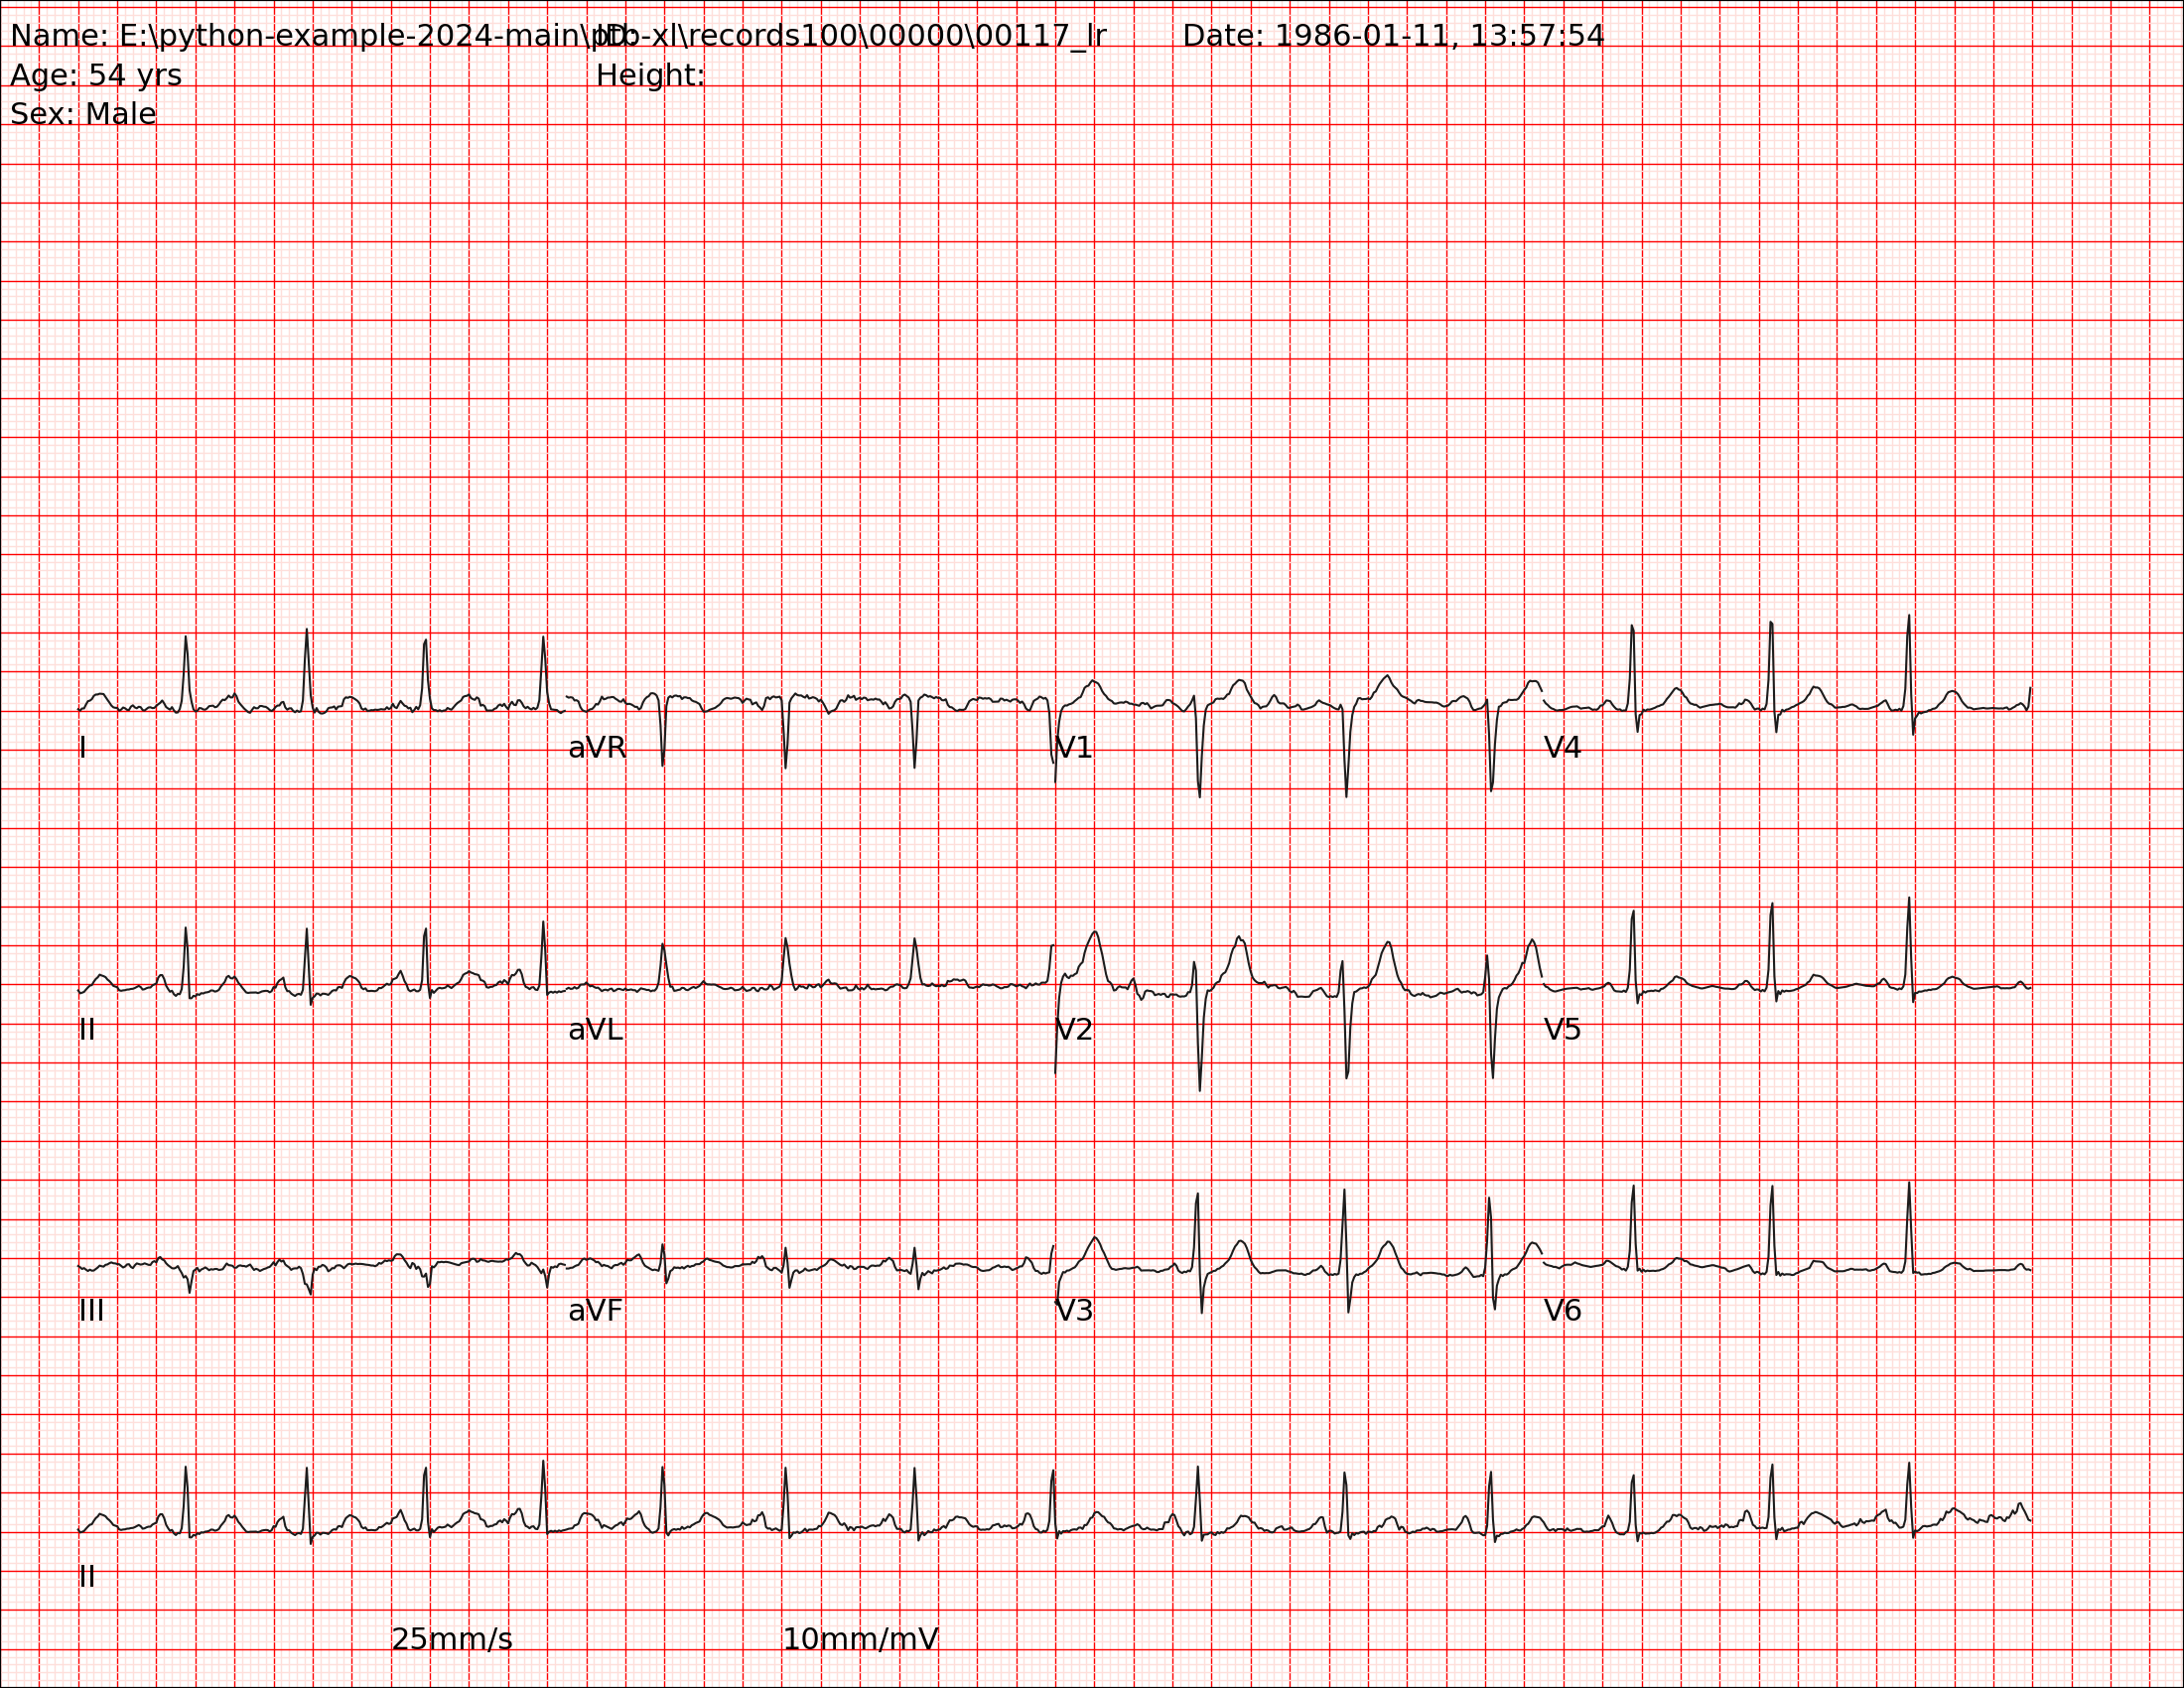 Name: E:\python-example-2024-main\ptb-xl\records100\00000\00117_lr ID: Date: 1986-01-11, 13:57:54
Age: 54 yrs Height:
Sex: Male
I aVR V1 V4
II aVL V2 V5
III aVF V3 V6
II
25mm/s 10mm/mV